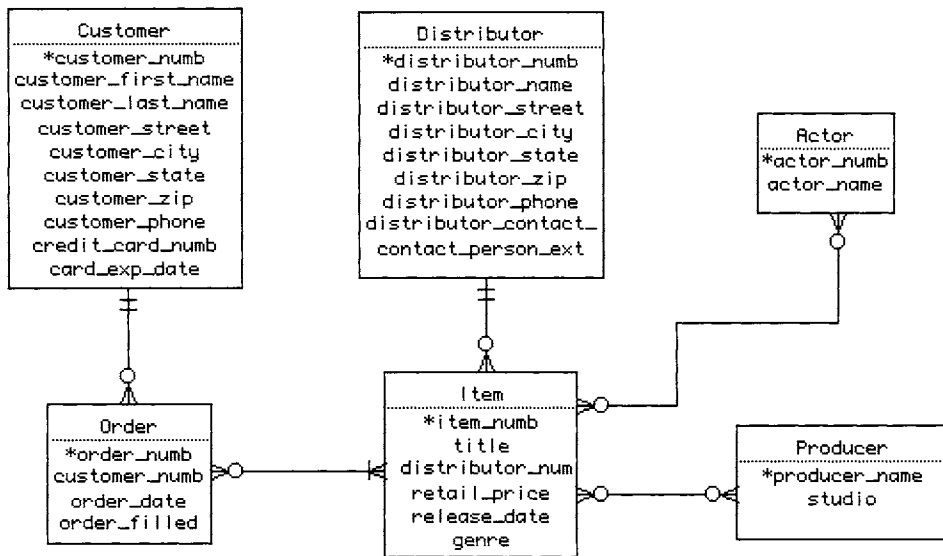 Customer
*customer_numb
customer_first_name
customer_last_name
customer_street
customer_city
customer_state
customer_zip
customer_phone
credit_card_numb
card_exp_date
Distributor
*distributor_numb
distributor_name
distributor_street
distributor_city
distributor_state
distributor_zip
distributor_phone
distributor_contact_
contact_person_ext
Actor
*actor_numb
actor_name
Order
*order_numb
customer_numb
order_date
order_filled
Item
*item_numb
title
distributor_num
retail_price
release_date
genre
Producer
*producer_name
studio